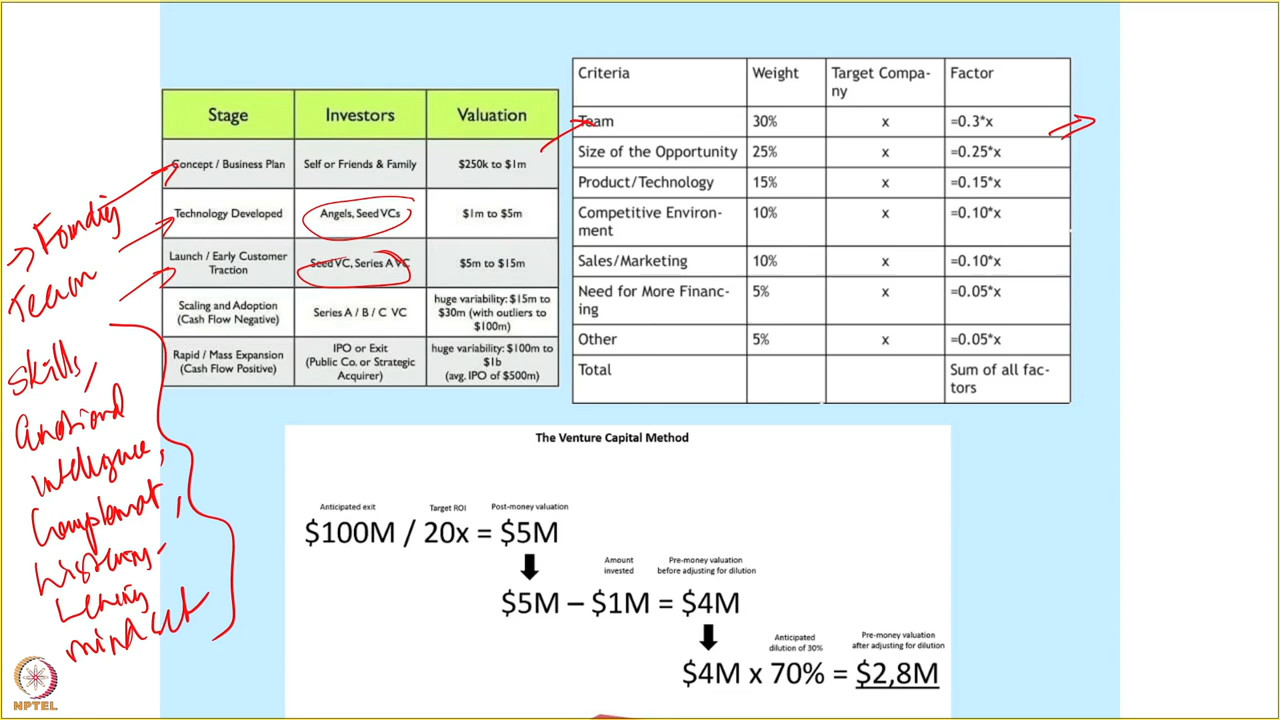 Stage Investors Valuation
Concept / Business Plan Self or Friends & Family $250k to $1m
Technology Developed Angels, Seed VCs $1m to $5m
Launch / Early Customer
Traction Seed VC, Series A VC $5m to $15m
Scaling and Adoption
(Cash Flow Negative) Series A / B / C VC huge variability: $15m to
$30m (with outliers to
$100m)
Rapid / Mass Expansion
(Cash Flow Positive) IPO or Exit
(Public Co. or Strategic
Acquirer) huge variability: $100m to
$1b
(avg. IPO of $500m)
Criteria Weight Target Compa-
ny Factor
Team 30% x =0.3*x
Size of the Opportunity 25% x =0.25*x
Product/Technology 15% x =0.15*x
Competitive Environ-
ment 10% x =0.10*x
Sales/Marketing 10% x =0.10*x
Need for More Financ-
ing 5% x =0.05*x
Other 5% x =0.05*x
Total Sum of all fac-
tors
Team
Skills,
intelligence,
mind set
The Venture Capital Method
Anticipated exit Target ROI Post-money valuation
$100M / 20x = $5M
Amount
invested Pre-money valuation
before adjusting for dilution
$5M – $1M = $4M
Anticipated
dilution of 30% Pre-money valuation
after adjusting for dilution
$4M x 70% = $2,8M
NPTEL